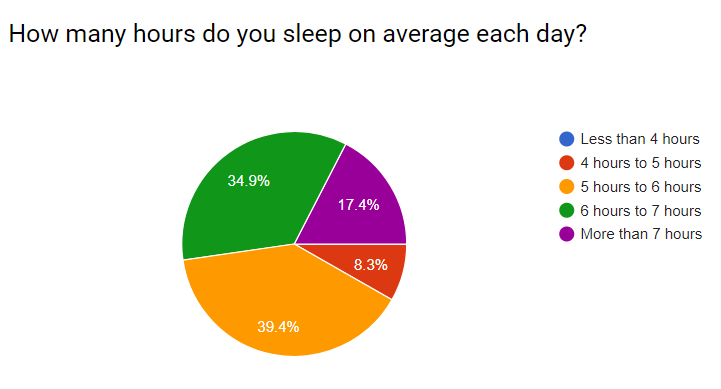 How many hours do you sleep on average each day?
Less than 4 hours
4 hours to 5 hours
5 hours to 6 hours
6 hours to 7 hours
More than 7 hours
34.9%
17.4%
8.3%
39.4%